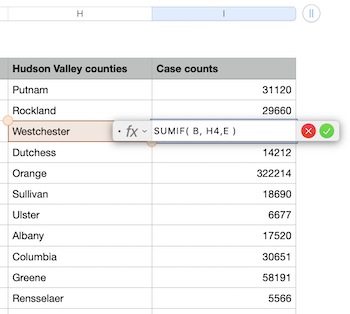 H I
Hudson Valley counties Case counts
Putnam 31120
Rockland 29660
Westchester fx SUMIF( B, H4,E )
Dutchess 14212
Orange 322214
Sullivan 18690
Ulster 6677
Albany 17520
Columbia 30651
Greene 58191
Rensselaer 5566